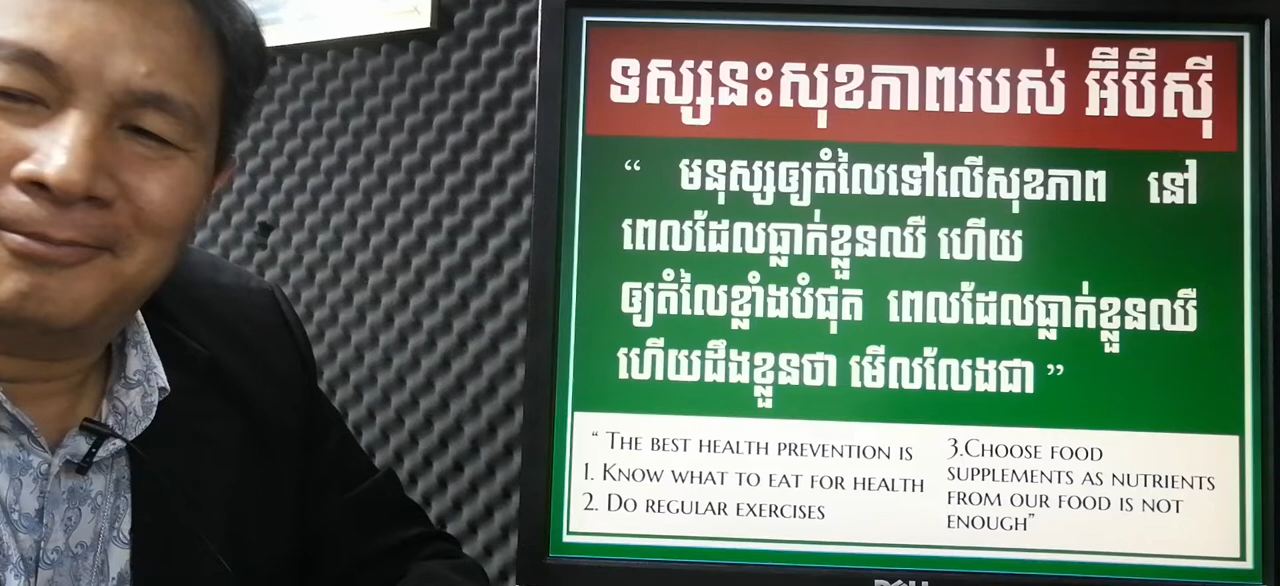 ទស្សនះសុខភាពរបស់ អ៊ីប៊ីស៊ី
“ មនុស្សឲ្យតំលៃទៅលើសុខភាព នៅ
ពេលដែលធ្លាក់ខ្លួនឈឺ ហើយ
ឲ្យតំលៃខ្លាំងបំផុត ពេលដែលធ្លាក់ខ្លួនឈឺ
ហើយដឹងខ្លួនថា មើលលែងជា ”
“ THE BEST HEALTH PREVENTION IS
1. KNOW WHAT TO EAT FOR HEALTH
2. DO REGULAR EXERCISES
3.CHOOSE FOOD
SUPPLEMENTS AS NUTRIENTS
FROM OUR FOOD IS NOT
ENOUGH”